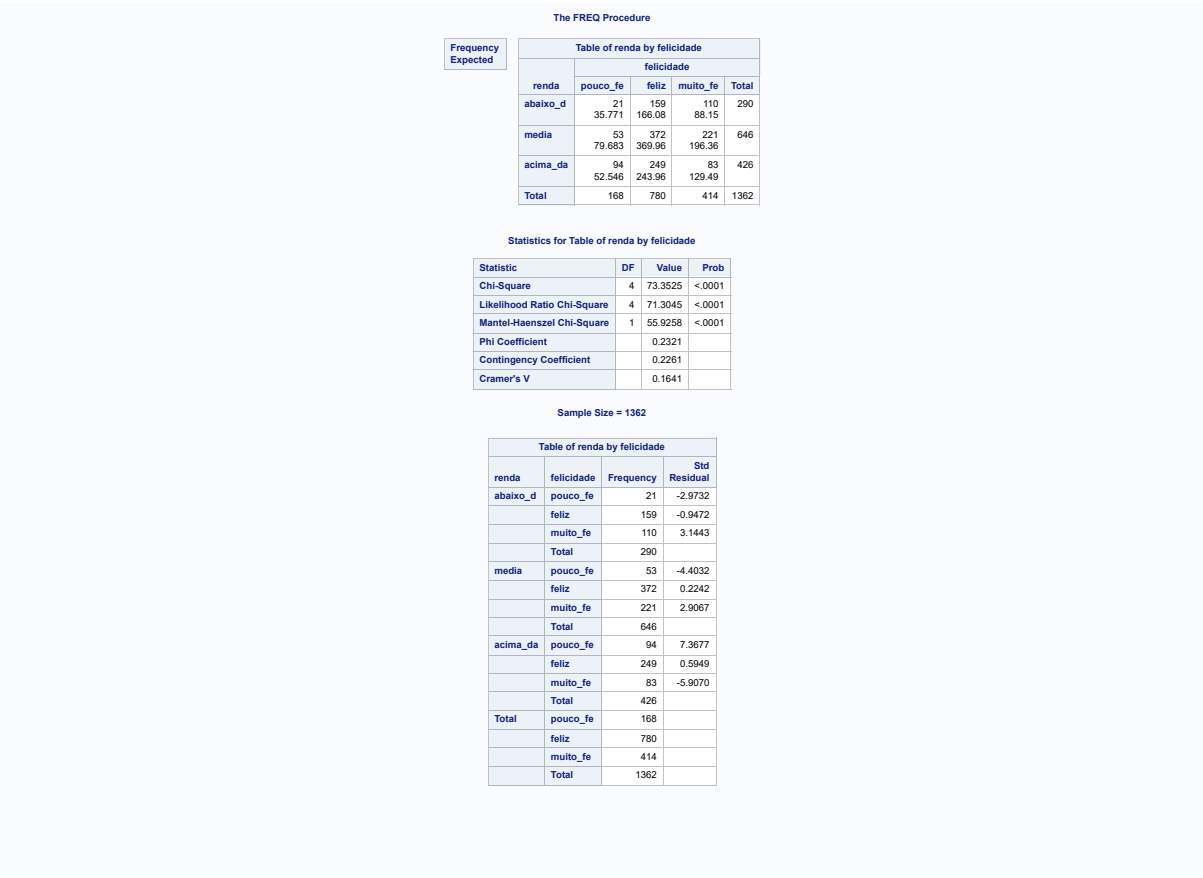 The FREQ Procedure
Frequency
Expected
Table of renda by felicidade
felicidade
renda pouco_fe feliz muito_fe Total
abaixo_d 21 159 110 290
35.771 166.08 88.15
media 53 372 221 646
79.683 369.96 196.36
acima_da 94 249 83 426
52.546 243.96 129.49
Total 168 780 414 1362
Statistics for Table of renda by felicidade
Statistic DF Value Prob
Chi-Square 4 73.3525 <.0001
Likelihood Ratio Chi-Square 4 71.3045 <.0001
Mantel-Haenszel Chi-Square 1 55.9258 <.0001
Phi Coefficient 0.2321
Contingency Coefficient 0.2261
Cramer's V 0.1641
Sample Size = 1362
Table of renda by felicidade
Std
renda felicidade Frequency Residual
abaixo_d pouco_fe 21 -2.9732
feliz 159 -0.9472
muito_fe 110 3.1443
Total 290
media pouco_fe 53 -4.4032
feliz 372 0.2242
muito_fe 221 2.9067
Total 646
acima_da pouco_fe 94 7.3677
feliz 249 0.5949
muito_fe 83 -5.9070
Total 426
Total pouco_fe 168
feliz 780
muito_fe 414
Total 1362